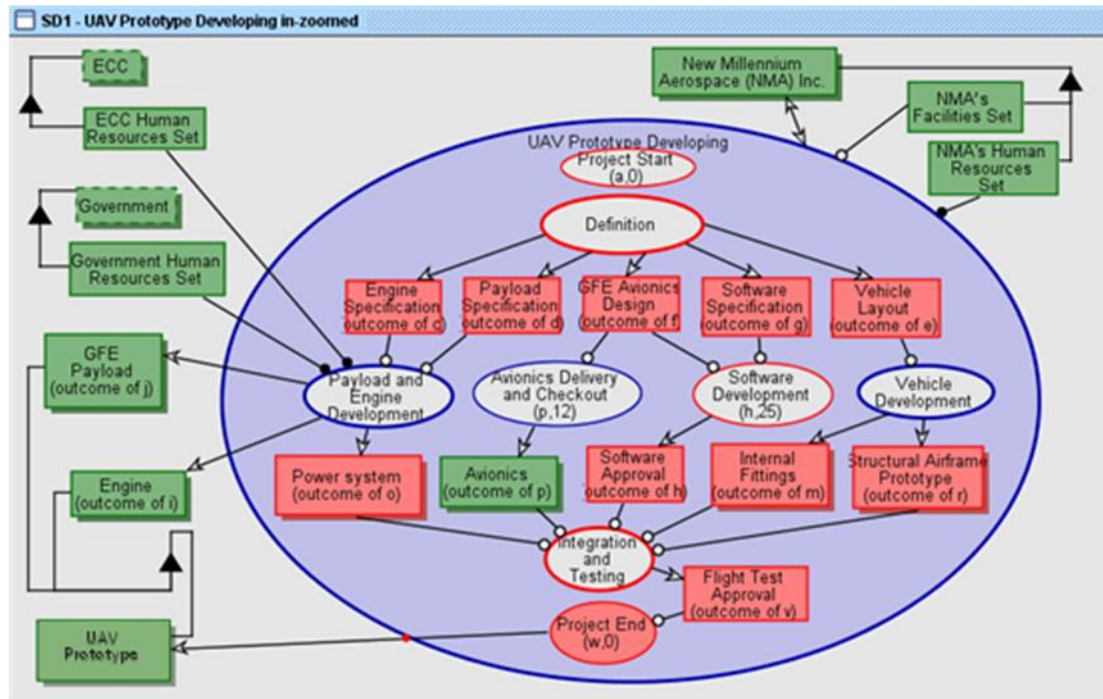 SD1 - UAV Prototype Developing in-zoomed
ECC
ECC Human
Resources Set
Government
Government Human
Resources Set
GFE
Payload
(outcome of j)
Engine
(outcome of i)
UAV
Prototype
New Millennium
Aerospace (NMA) Inc.
NMA's
Facilities Set
NMA's Human
Resources
Set
UAV Prototype Developing
Project Start
(a,0)
Definition
Engine
Specification
(outcome of c)
Payload
Specification
(outcome of d)
GFE Avionics
Design
(outcome of f)
Software
Specification
(outcome of g)
Vehicle
Layout
(outcome of e)
Payload and
Engine
Development
Avionics Delivery
and Checkout
(p,12)
Software
Development
(h,25)
Vehicle
Development
Power system
(outcome of o)
Avionics
(outcome of p)
Software
Approval
(outcome of h)
Internal
Fittings
(outcome of m)
Structural Airframe
Prototype
(outcome of r)
Integration
and
Testing
Flight Test
Approval
(outcome of v)
Project End
(w,0)